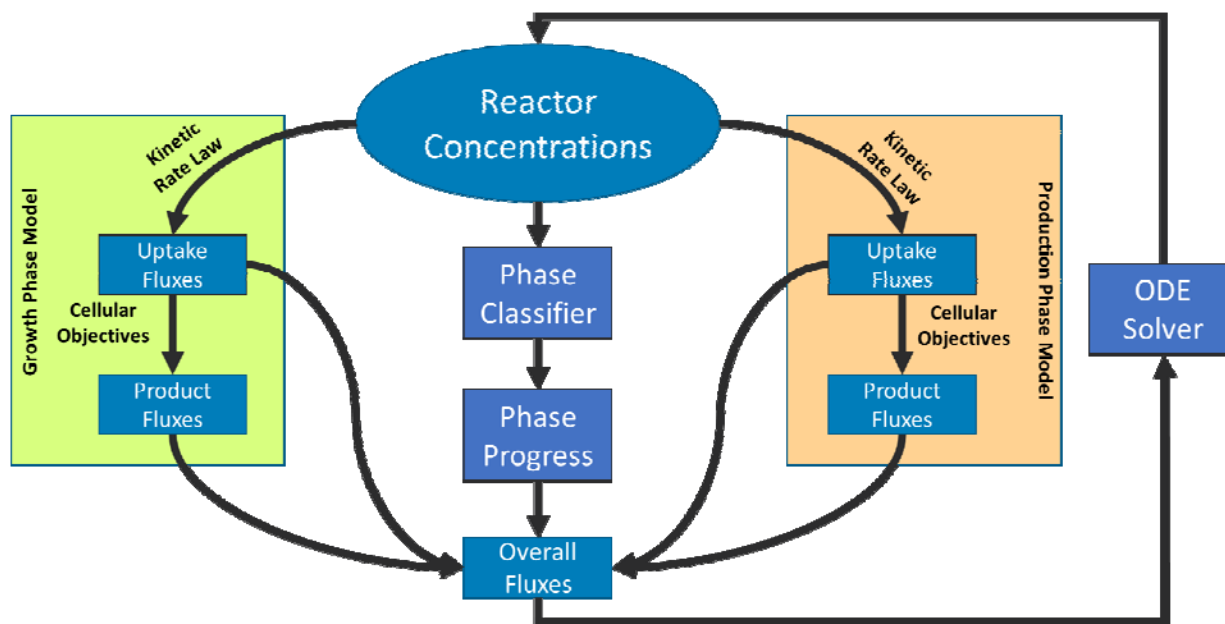 Reactor
Concentrations
Growth Phase Model
Kinetic
Rate Law
Uptake
Fluxes
Cellular
Objectives
Product
Fluxes
Phase
Classifier
Phase
Progress
Overall
Fluxes
Kinetic
Rate Law
Uptake
Fluxes
Cellular
Objectives
Product
Fluxes
Production Phase Model
ODE
Solver